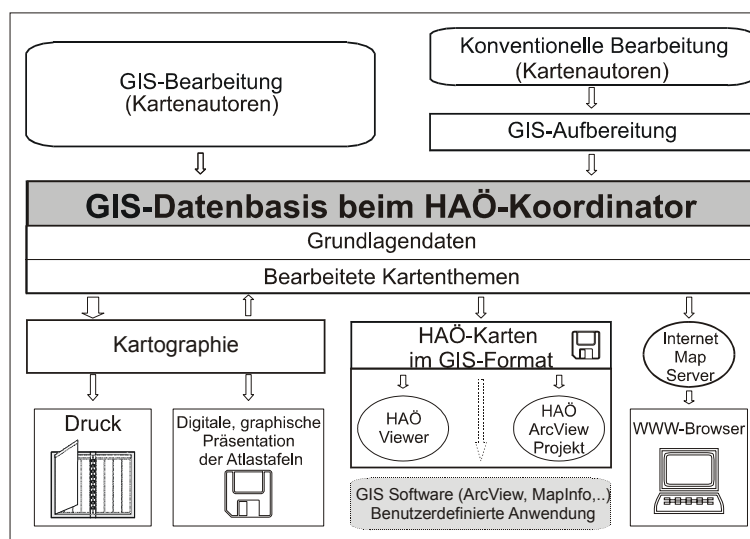 GIS-Bearbeitung
(Kartenautoren)
Konventionelle Bearbeitung
(Kartenautoren)
GIS-Aufbereitung
GIS-Datenbasis beim HAÖ-Koordinator
Grundlagendaten
Bearbeitete Kartenthemen
Kartographie
HAÖ-Karten
im GIS-Format
Internet
Map
Server
Druck
Digitale, graphische
Präsentation
der Atlastafeln
HAÖ
Viewer
HAÖ
ArcView
Projekt
WWW-Browser
GIS Software (ArcView, MapInfo,..)
Benutzerdefinierte Anwendung